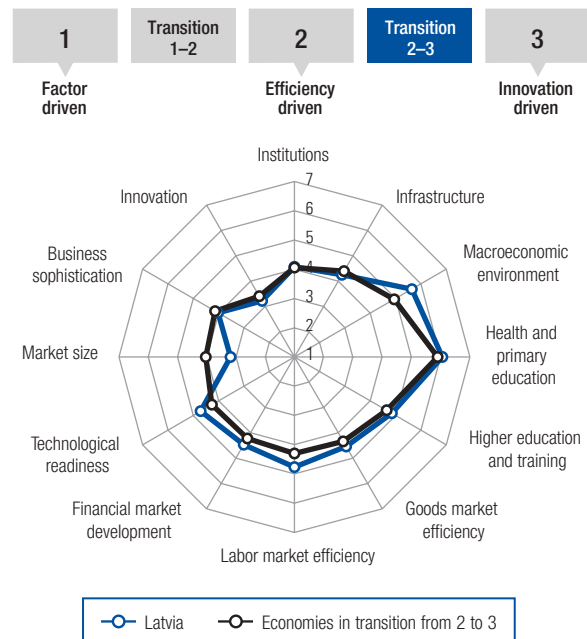 1
Transition
1–2
2
Transition
2–3
3
Factor
driven
Efficiency
driven
Innovation
driven
Institutions
Infrastructure
Macroeconomic
environment
Health and
primary
education
Higher education
and training
Goods market
efficiency
Labor market efficiency
Financial market
development
Technological
readiness
Market size
Business
sophistication
Innovation
7
6
5
4
3
2
1
Latvia
Economies in transition from 2 to 3